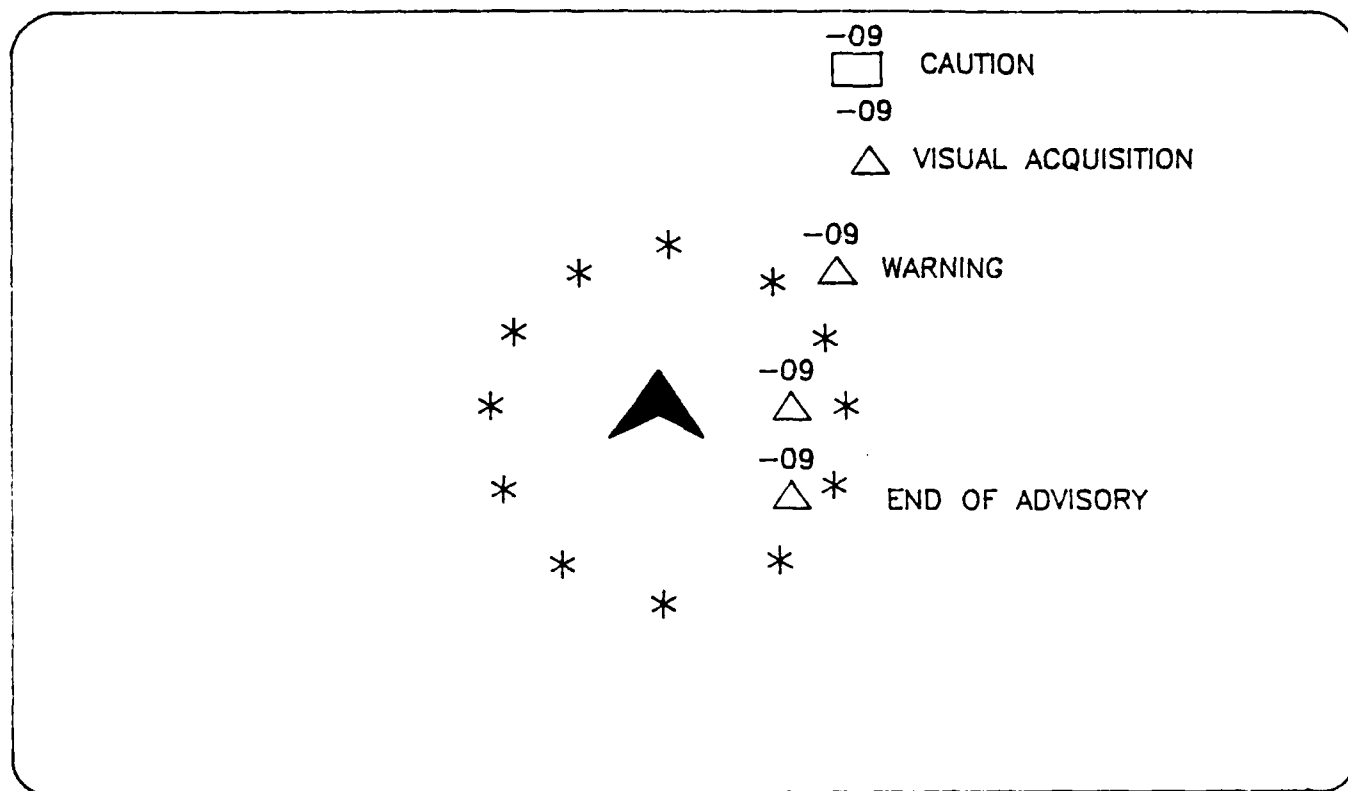 -09
CAUTION
-09
VISUAL ACQUISITION
-09
WARNING
-09
-09
END OF ADVISORY